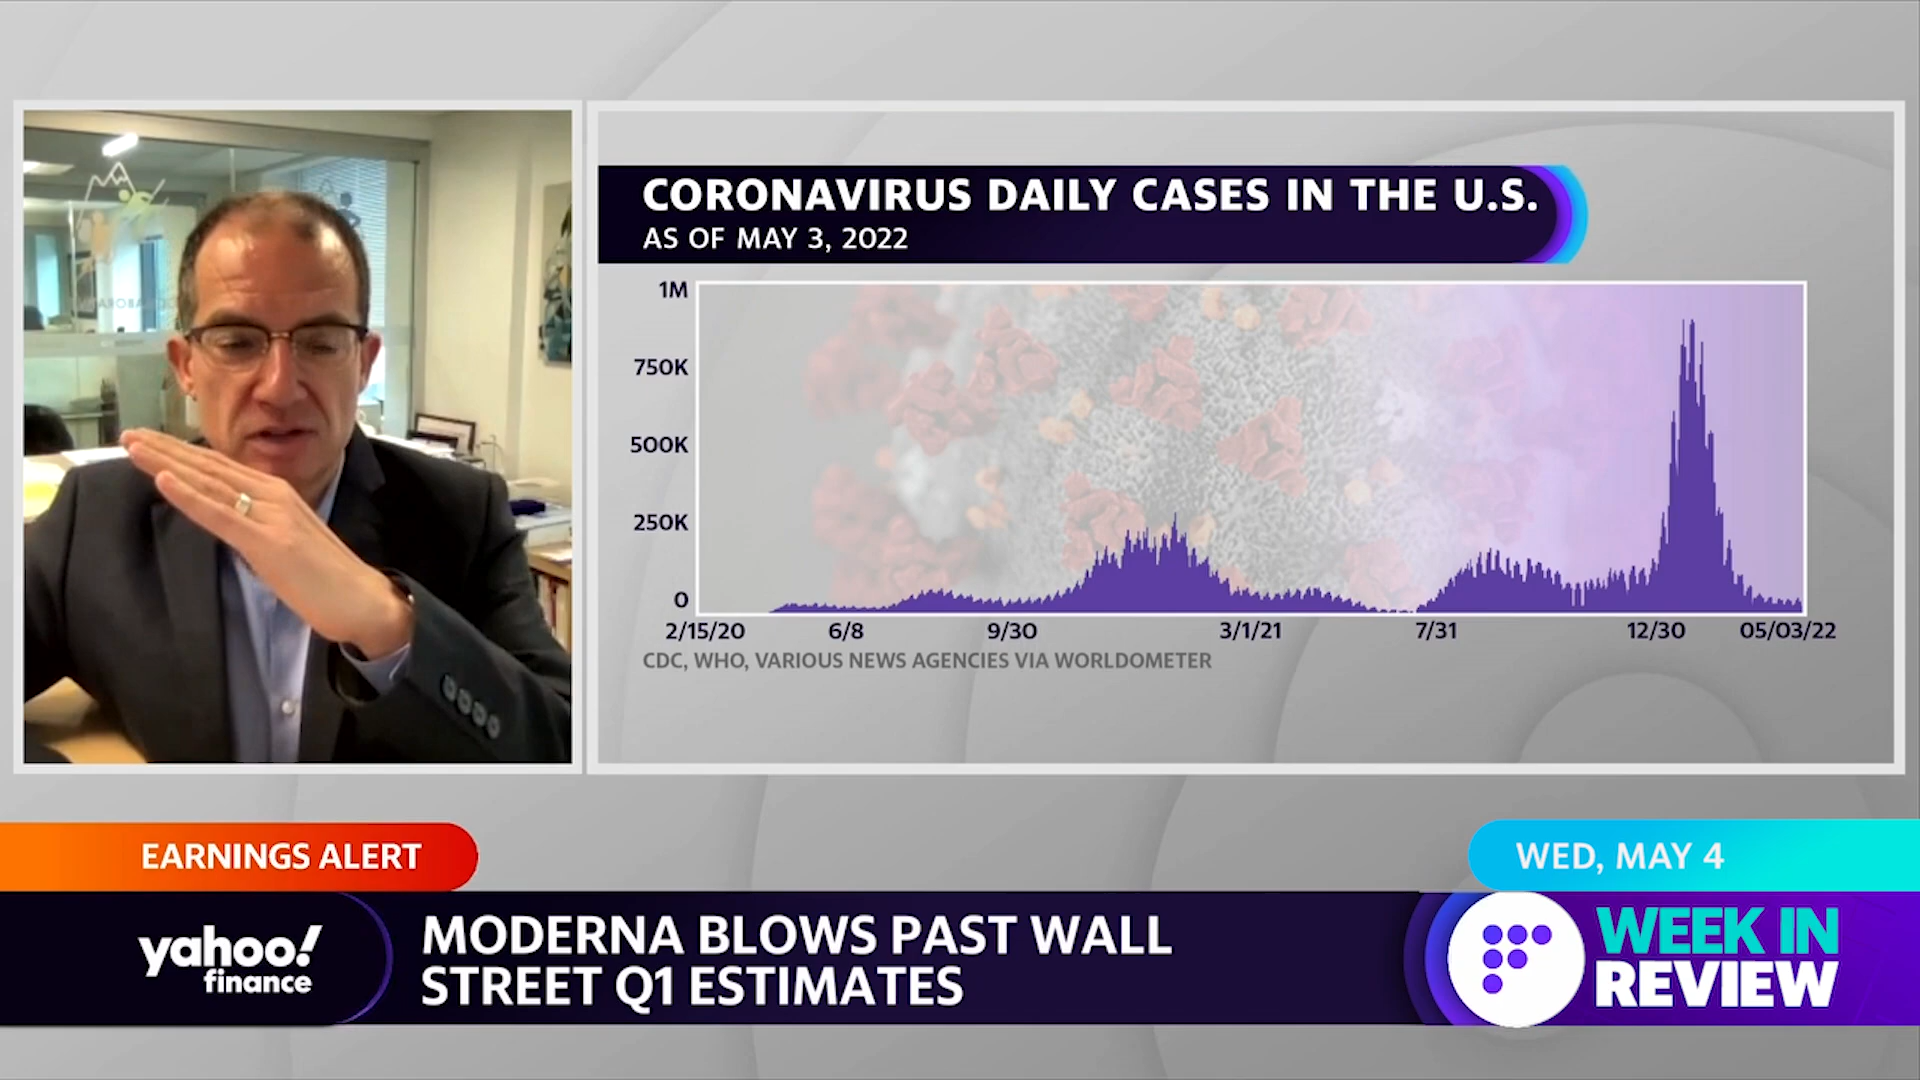 CORONAVIRUS DAILY CASES IN THE U.S.
AS OF MAY 3, 2022
1M
750K
500K
250K
0
2/15/20 6/8 9/30 3/1/21 7/31 12/30 05/03/22
CDC, WHO, VARIOUS NEWS AGENCIES VIA WORLDOMETER
EARNINGS ALERT
WED, MAY 4
yahoo!
finance
MODERNA BLOWS PAST WALL
STREET Q1 ESTIMATES
WEEK IN
REVIEW